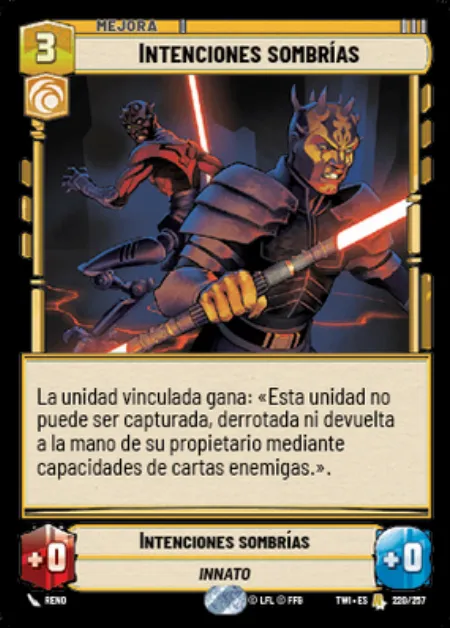 MEJORA
3
INTENCIONES SOMBRÍAS
La unidad vinculada gana: «Esta unidad no
puede ser capturada, derrotada ni devuelta
a la mano de su propietario mediante
capacidades de cartas enemigas.».
+0
INTENCIONES SOMBRÍAS
+0
INNATO
RENO
© LFL © FFG
TWI•ES
220/257